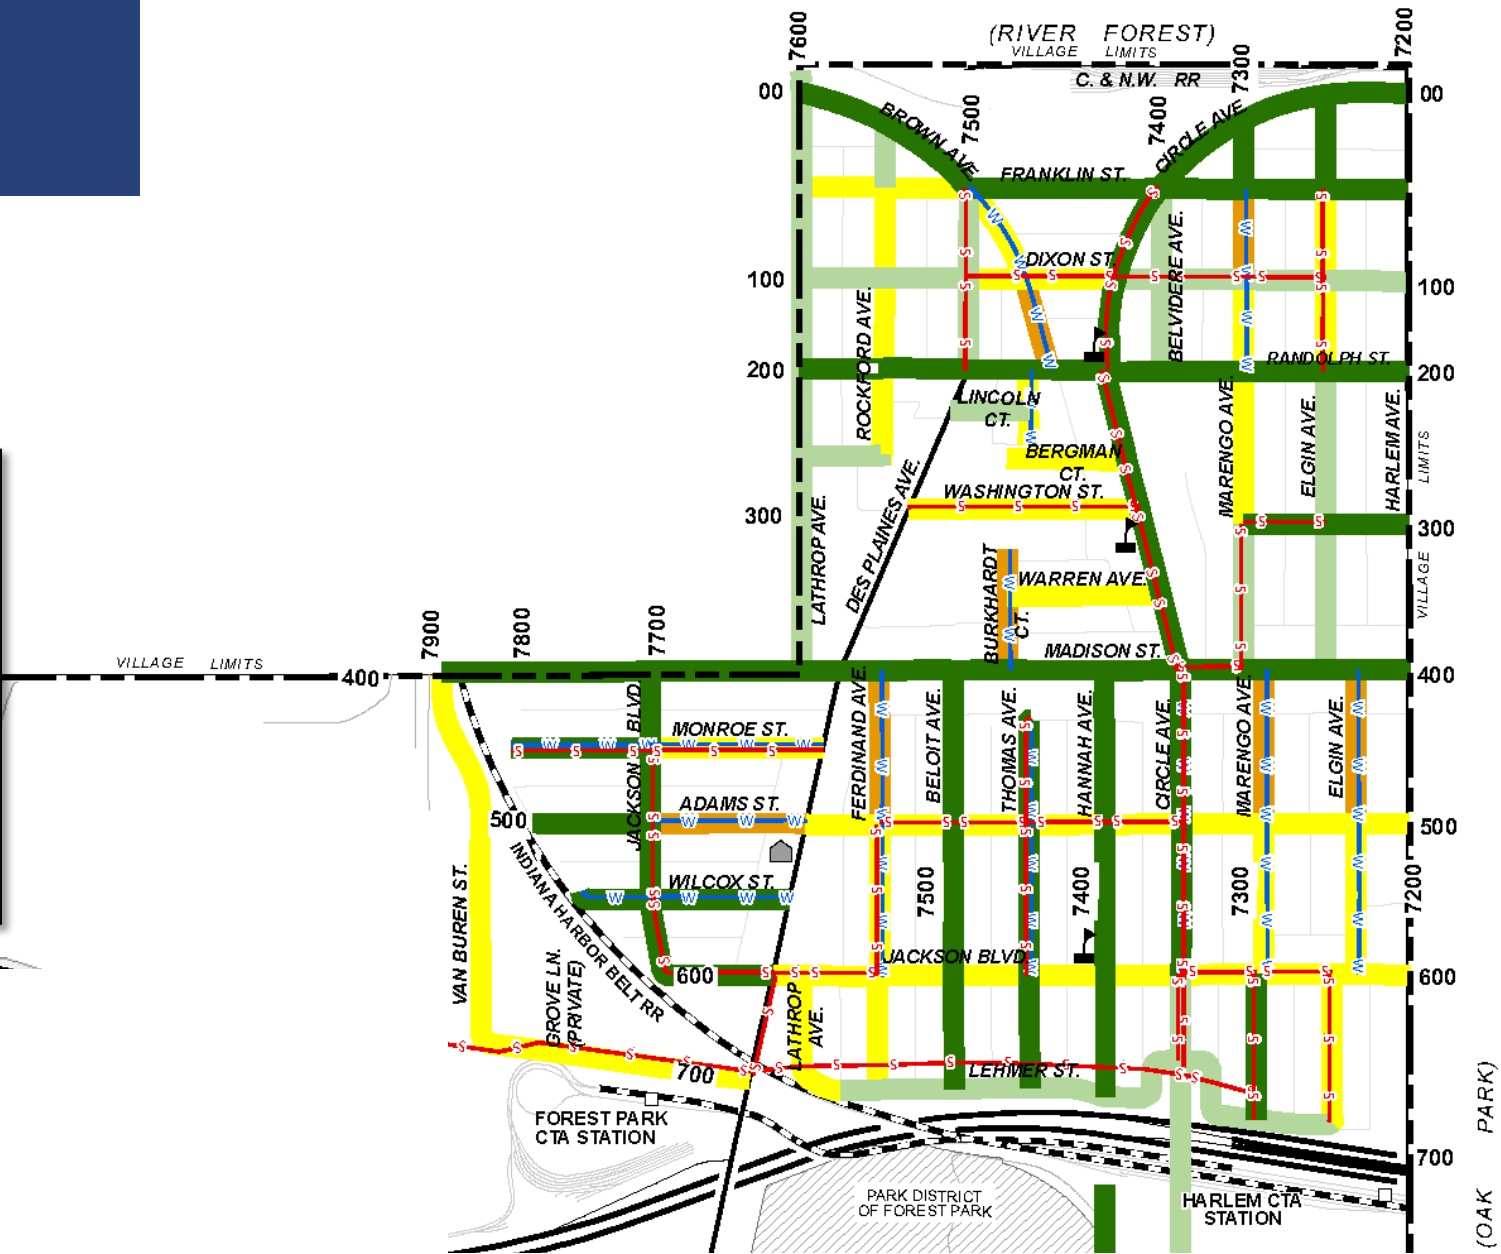 7600
(RIVER FOREST)
VILLAGE LIMITS
7200
7300
C. & N.W. RR
00
00
BROWN AVE.
7500
7400
CIRCLE AVE
FRANKLIN ST.
DIXON ST.
BELVIDERE AVE.
100
100
ROCKFORD AVE.
RANDOLPH ST.
200
200
LINCOLN
CT.
MARENGO AVE.
ELGIN AVE.
HARLEM AVE.
VILLAGE LIMITS
BERGMAN
CT.
WASHINGTON ST.
DES PLAINES AVE.
LATHROP AVE.
300
300
BURKHARDT
CT.
WARREN AVE.
7900
7800
7700
MADISON ST.
VILLAGE LIMITS
400
400
JACKSON BLVD.
MONROE ST.
FERDINAND AVE.
BELOIT AVE.
THOMAS AVE.
HANNAH AVE.
CIRCLE AVE.
MARENGO AVE.
ELGIN AVE.
ADAMS ST.
500
500
INDIANA HARBOR BELT RR
WILCOX ST.
7500
7400
7300
7200
VAN BUREN ST.
GROVE LN.
(PRIVATE)
JACKSON BLVD.
600
600
LATHROP
AVE.
700
LEHMER ST.
FOREST PARK
CTA STATION
700
PARK DISTRICT
OF FOREST PARK
HARLEM CTA
STATION
(OAK PARK)